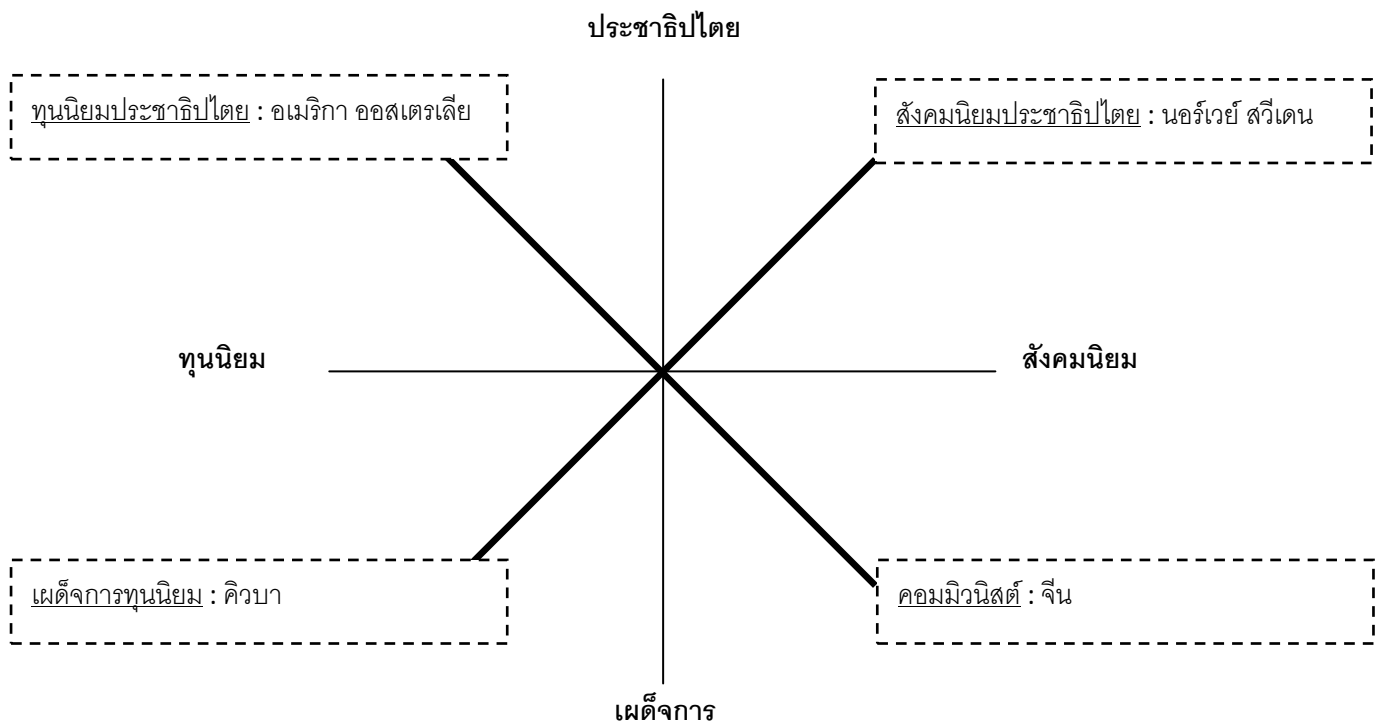 ประชาธิปไตย
ทุนนิยมประชาธิปไตย : อเมริกา ออสเตรเลีย
สังคมนิยมประชาธิปไตย : นอร์เวย์ สวีเดน
ทุนนิยม
สังคมนิยม
เผด็จการทุนนิยม : คิวบา
คอมมิวนิสต์ : จีน
เผด็จการ